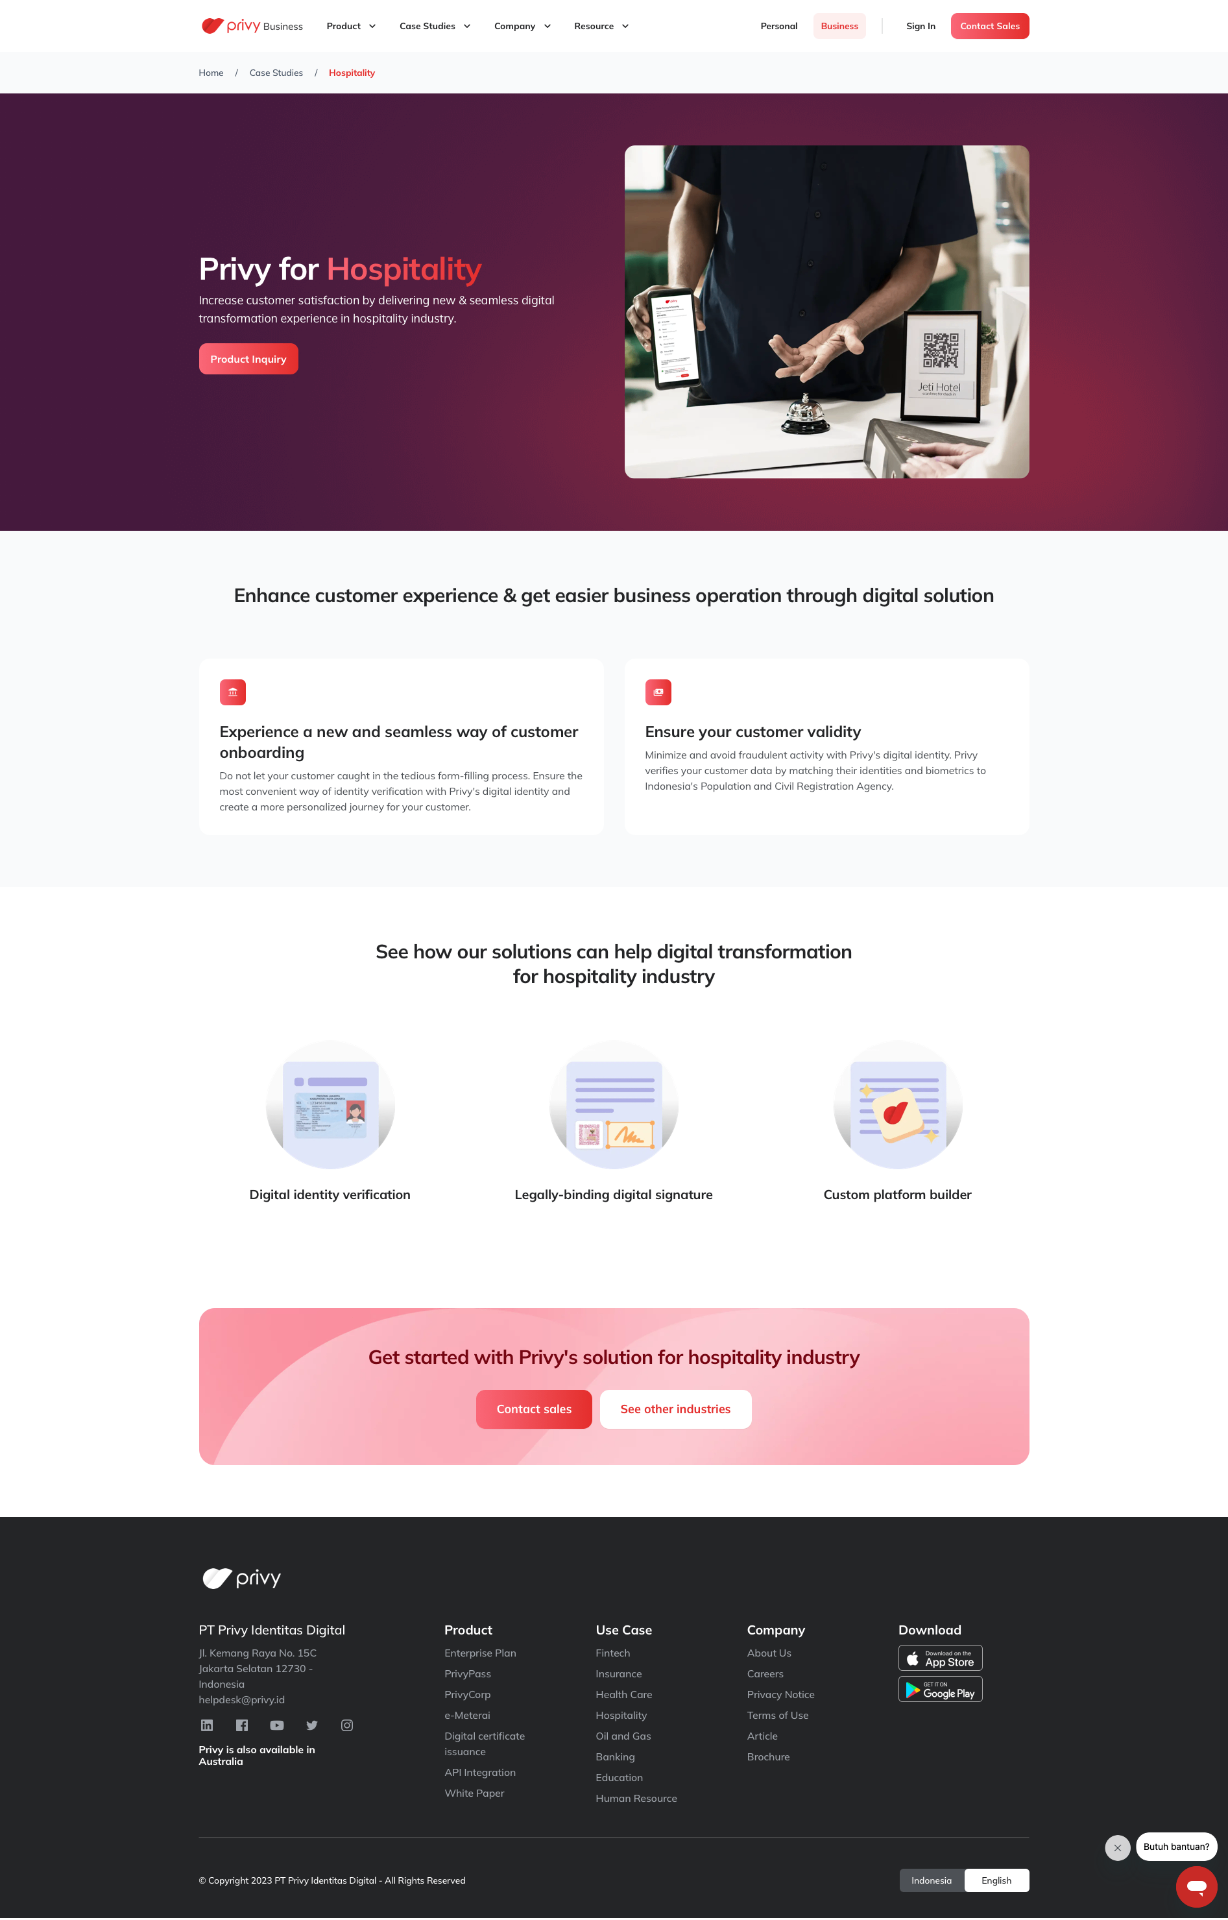 privy Business
Product
Case Studies
Company
Resource
Personal
Business
Sign In
Contact Sales
Home / Case Studies / Hospitality
Privy for Hospitality
Increase customer satisfaction by delivering new & seamless digital
transformation experience in hospitality industry.
Product Inquiry
Jeti Hotel
Enhance customer experience & get easier business operation through digital solution
Experience a new and seamless way of customer
onboarding
Do not let your customer caught in the tedious form-filling process. Ensure the
most convenient way of identity verification with Privy's digital identity and
create a more personalized journey for your customer.
Ensure your customer validity
Minimize and avoid fraudulent activity with Privy's digital identity. Privy
verifies your customer data by matching their identities and biometrics to
Indonesia's Population and Civil Registration Agency.
See how our solutions can help digital transformation
for hospitality industry
Digital identity verification
Legally-binding digital signature
Custom platform builder
Get started with Privy's solution for hospitality industry
Contact sales
See other industries
privy
PT Privy Identitas Digital
Jl. Kemang Raya No. 15C
Jakarta Selatan 12730 -
Indonesia
helpdesk@privy.id
Privy is also available in
Australia
Product
Enterprise Plan
PrivyPass
PrivyCorp
e-Meterai
Digital certificate
issuance
API Integration
White Paper
Use Case
Fintech
Insurance
Health Care
Hospitality
Oil and Gas
Banking
Education
Human Resource
Company
About Us
Careers
Privacy Notice
Terms of Use
Article
Brochure
Download
Download on the
App Store
GET IT ON
Google Play
Butuh bantuan?
© Copyright 2023 PT Privy Identitas Digital - All Rights Reserved
Indonesia
English